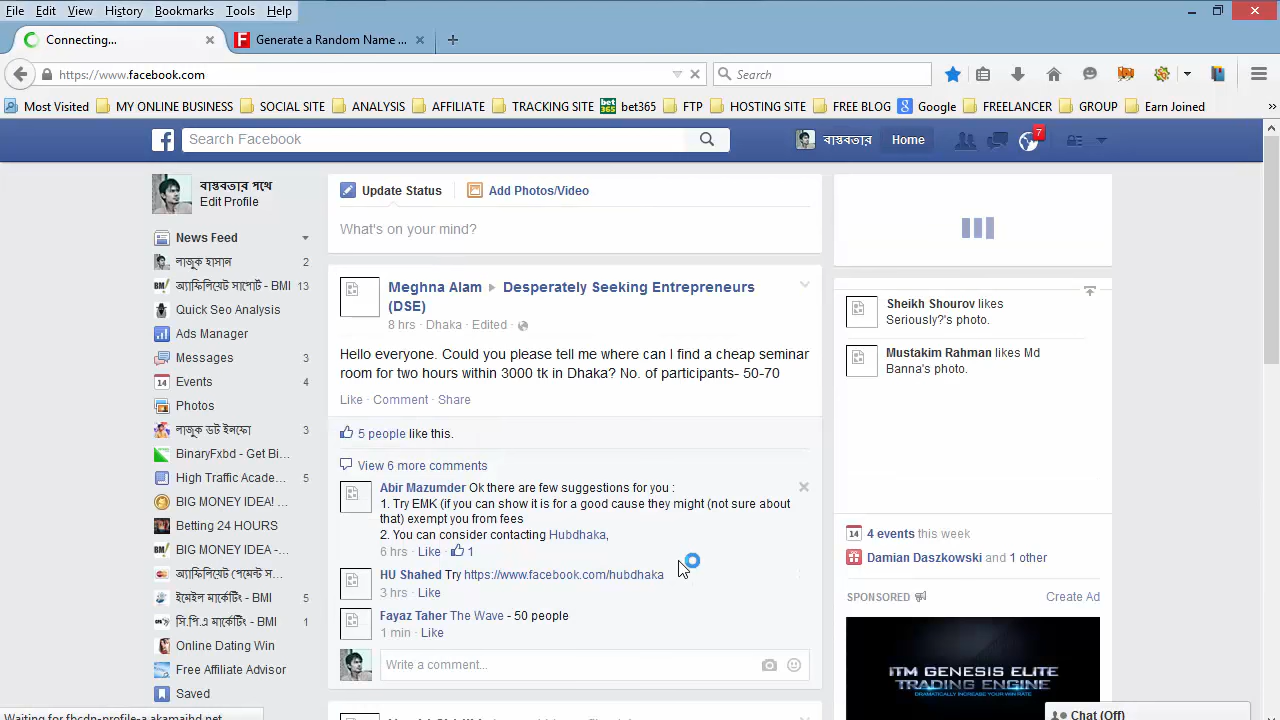 File Edit View History Bookmarks Tools Help
Connecting...
Generate a Random Name ...
https://www.facebook.com
Search
Most Visited MY ONLINE BUSINESS SOCIAL SITE ANALYSIS AFFILIATE TRACKING SITE bet365 FTP HOSTING SITE FREE BLOG Google FREELANCER GROUP Earn Joined
Search Facebook
বাস্তবতার Home 7
বাস্তবতার পথে
Edit Profile
News Feed
লাজুক হাসান 2
অ্যাফিলিয়েট সাপোর্ট - BMI 13
Quick Seo Analysis
Ads Manager
Messages 3
Events 4
Photos
লাজুক ডট ইনফো 3
BinaryFxbd - Get Bi...
High Traffic Acade... 5
BIG MONEY IDEA! ...
Betting 24 HOURS
BIG MONEY IDEA -...
অ্যাফিলিয়েট পেমেন্ট স...
ইমেইল মার্কেটিং - BMI 5
সি.পি.এ মার্কেটিং - BMI 1
Online Dating Win
Free Affiliate Advisor
Saved
Update Status Add Photos/Video
What's on your mind?
Meghna Alam Desperately Seeking Entrepreneurs
(DSE)
8 hrs · Dhaka · Edited ·
Hello everyone. Could you please tell me where can I find a cheap seminar
room for two hours within 3000 tk in Dhaka? No. of participants- 50-70
Like · Comment · Share
5 people like this.
View 6 more comments
Abir Mazumder Ok there are few suggestions for you :
1. Try EMK (if you can show it is for a good cause they might (not sure about
that) exempt you from fees
2. You can consider contacting Hubdhaka,
6 hrs · Like · 1
HU Shahed Try https://www.facebook.com/hubdhaka
3 hrs · Like
Fayaz Taher The Wave - 50 people
1 min · Like
Write a comment...
Sheikh Shourov likes
Seriously?'s photo.
Mustakim Rahman likes Md
Banna's photo.
14 4 events this week
Damian Daszkowski and 1 other
SPONSORED Create Ad
ITM GENESIS ELITE
TRADING ENGINE
DRAMATICALLY INCREASE YOUR WIN RATE
Chat (Off)
Waiting for fbcdn-profile-a.akamaihd.net